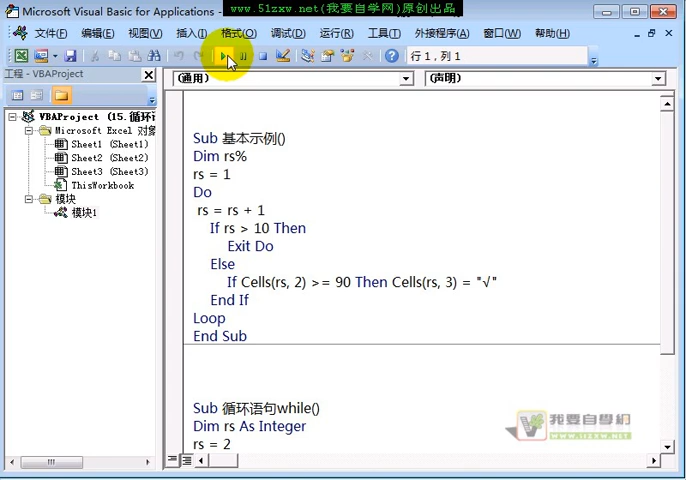 www.51zxw.net(我要自学网)原创出品
Microsoft Visual Basic for Applications -
文件(F) 编辑(E) 视图(V) 插入(I) 格式(O) 调试(D) 运行(R) 工具(T) 外接程序(A) 窗口(W) 帮助(H)
行 1, 列 1
工程 - VBAProject
(通用) (声明)
VBAProject (15.循环
Microsoft Excel 对象
Sheet1 (Sheet1)
Sheet2 (Sheet2)
Sheet3 (Sheet3)
ThisWorkbook
模块
模块1
Sub 基本示例()
Dim rs%
rs = 1
Do
rs = rs + 1
If rs > 10 Then
Exit Do
Else
If Cells(rs, 2) >= 90 Then Cells(rs, 3) = "√"
End If
Loop
End Sub
Sub 循环语句while()
Dim rs As Integer
rs = 2
我要自學網